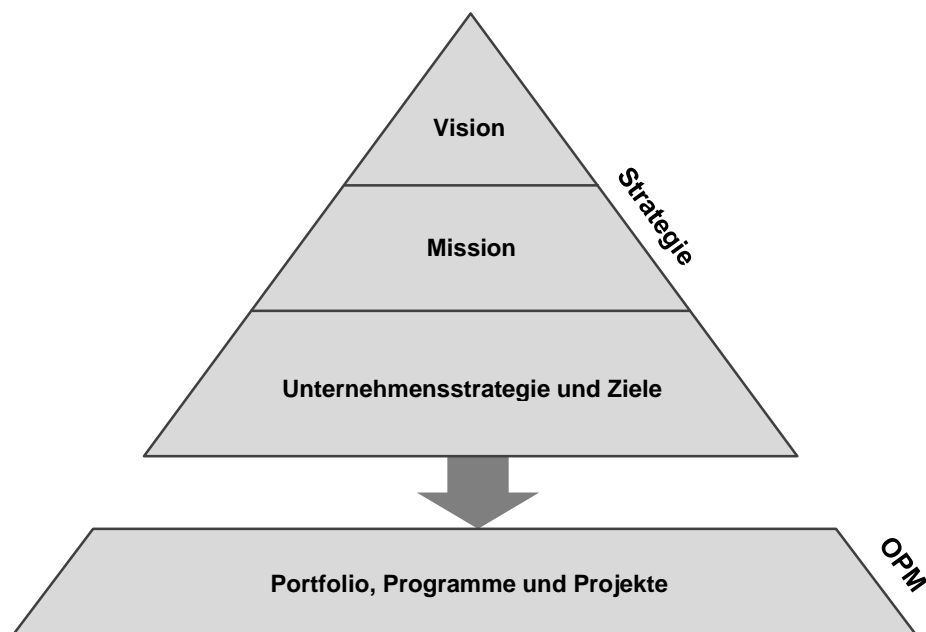 Vision
Strategie
Mission
Unternehmensstrategie und Ziele
OPM
Portfolio, Programme und Projekte